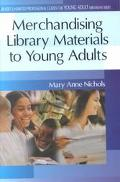 Merchandising
Library Materials to
Young Adults
Mary Anne Nichols